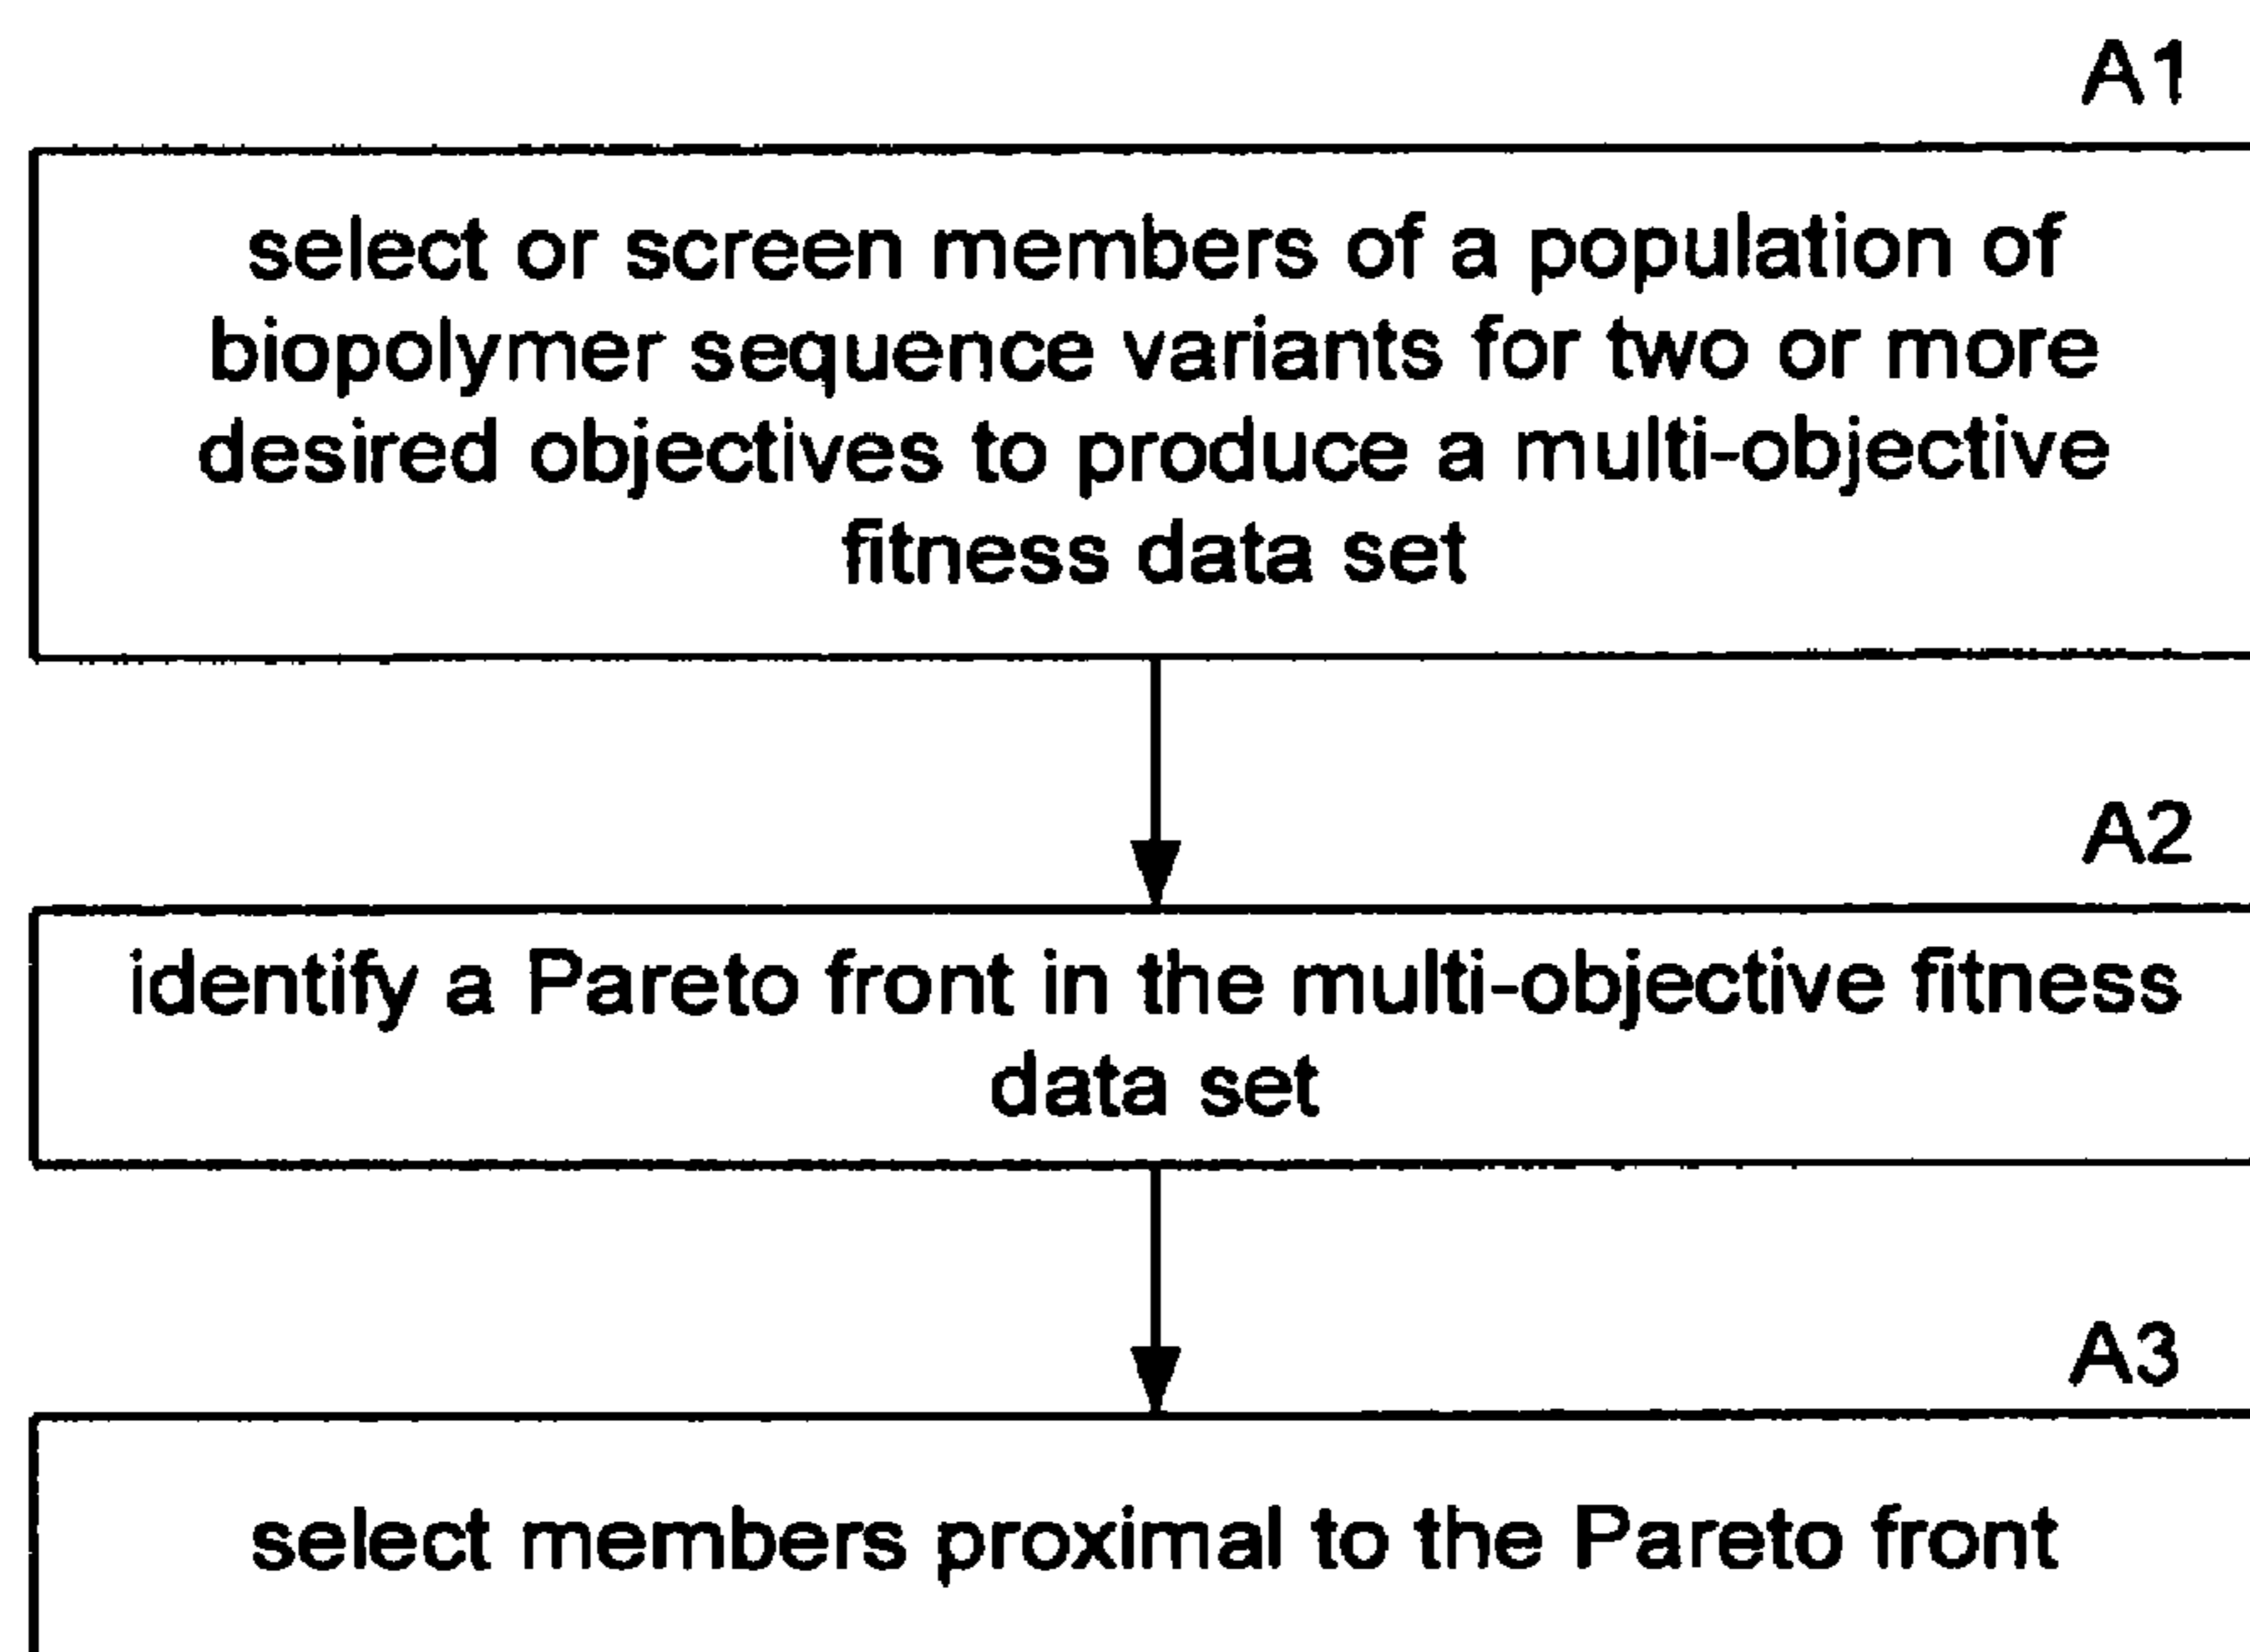 A1
select or screen members of a population of
biopolymer sequence variants for two or more
desired objectives to produce a multi-objective
fitness data set
A2
identify a Pareto front in the multi-objective fitness
data set
A3
select members proximal to the Pareto front